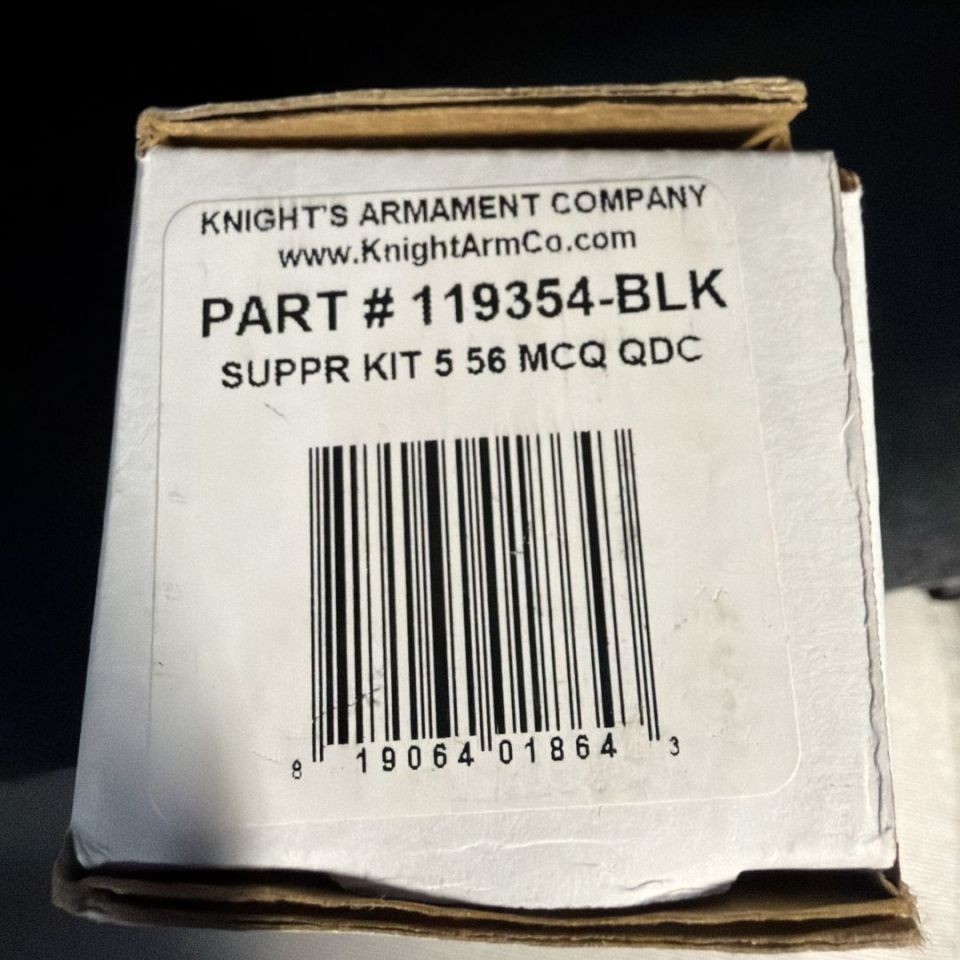 KNIGHT'S ARMAMENT COMPANY
www.KnightArmCo.com
PART # 119354-BLK
SUPPR KIT 5 56 MCQ QDC
8 19064 01864 3